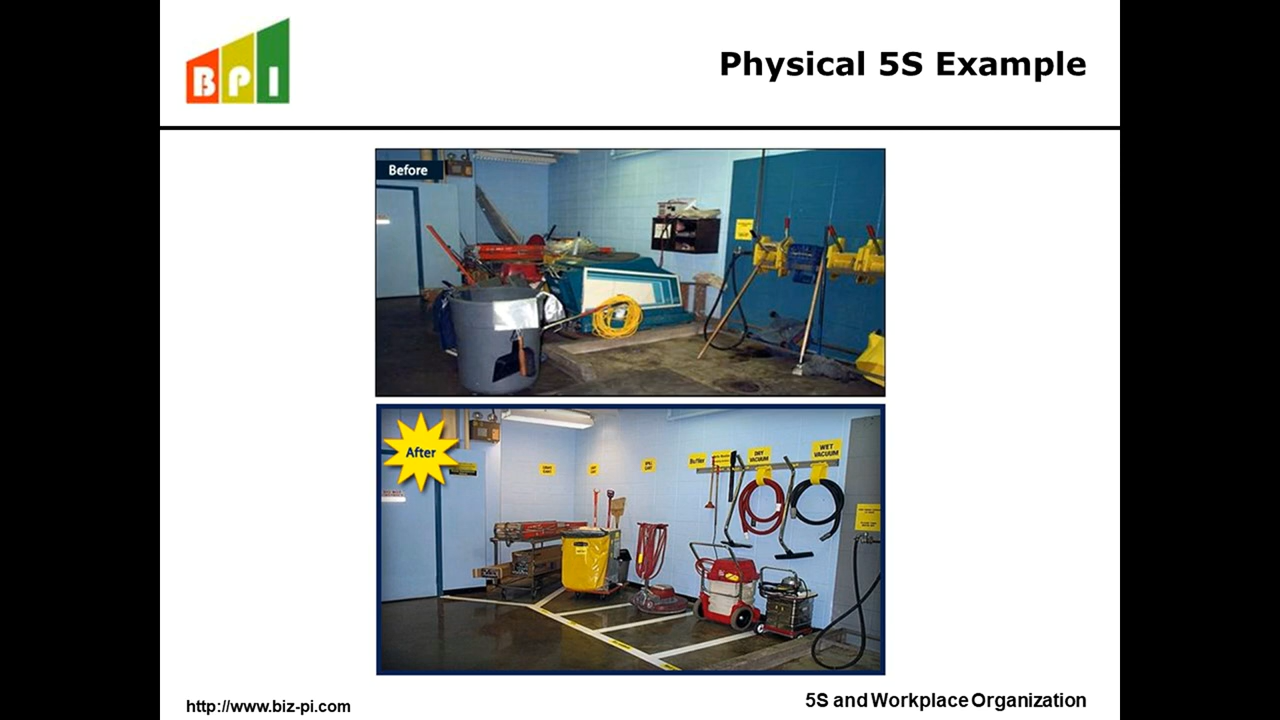 BPI
Physical 5S Example
Before
After
Buffer
DRY
VACUUM
WET
VACUUM
http://www.biz-pi.com
5S and Workplace Organization